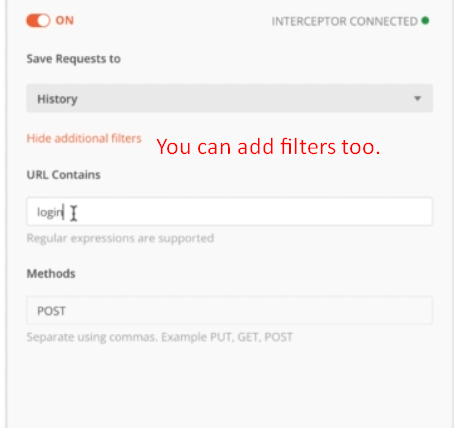 ON
INTERCEPTOR CONNECTED
Save Requests to
History
Hide additional filters
You can add filters too.
URL Contains
login
Regular expressions are supported
Methods
POST
Separate using commas. Example PUT, GET, POST